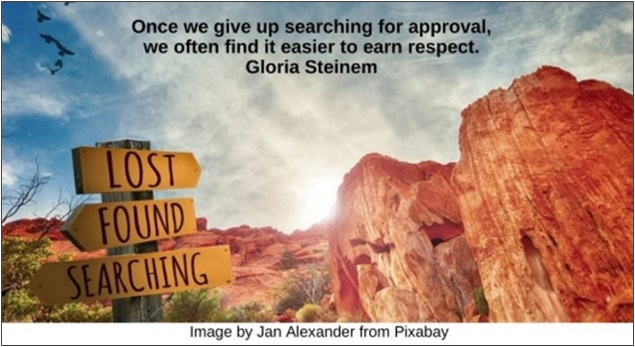 Once we give up searching for approval,
we often find it easier to earn respect.
Gloria Steinem
LOST
FOUND
SEARCHING
Image by Jan Alexander from Pixabay